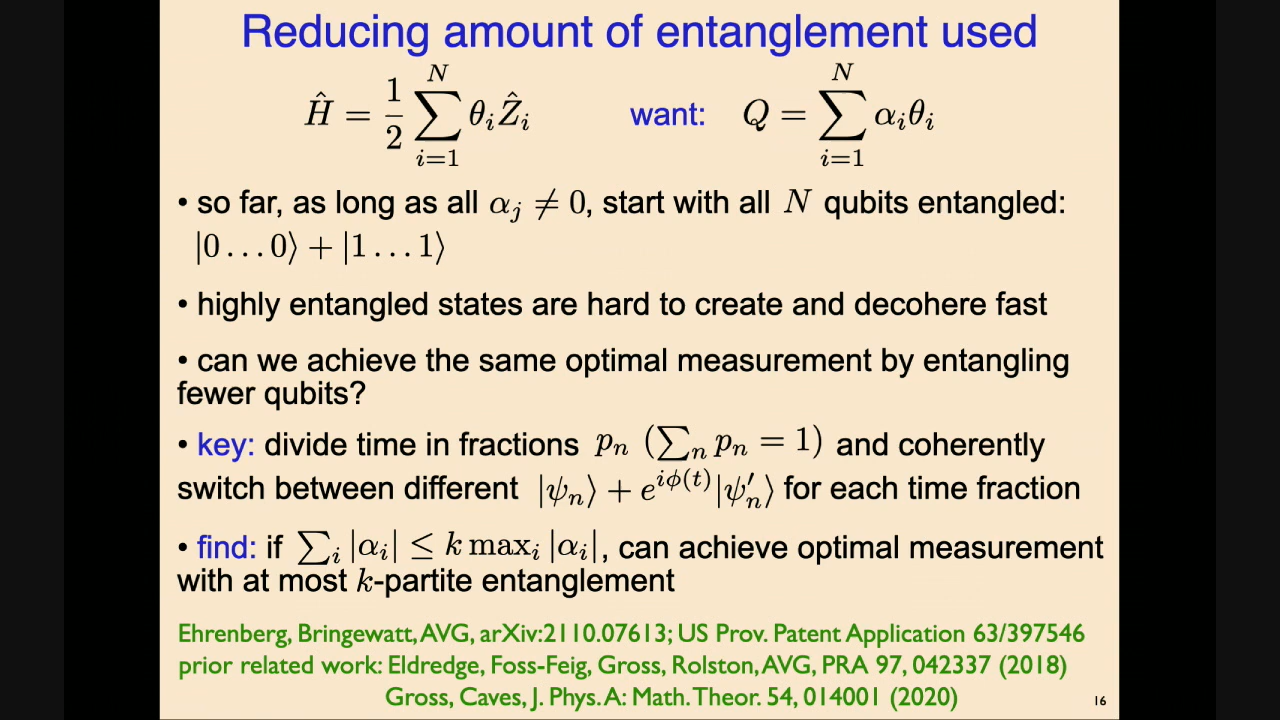 Reducing amount of entanglement used
Ĥ = 1/2 ∑_{i=1}^{N} θ_i Ẑ_i want: Q = ∑_{i=1}^{N} α_i θ_i
• so far, as long as all α_j ≠ 0, start with all N qubits entangled:
|0 . . . 0⟩ + |1 . . . 1⟩
• highly entangled states are hard to create and decohere fast
• can we achieve the same optimal measurement by entangling
fewer qubits?
• key: divide time in fractions p_n (∑_n p_n = 1) and coherently
switch between different |ψ_n⟩ + e^{iϕ(t)}|ψ′_n⟩ for each time fraction
• find: if ∑_i |α_i| ≤ k max_i |α_i|, can achieve optimal measurement
with at most k-partite entanglement
Ehrenberg, Bringewatt, AVG, arXiv:2110.07613; US Prov. Patent Application 63/397546
prior related work: Eldredge, Foss-Feig, Gross, Rolston, AVG, PRA 97, 042337 (2018)
Gross, Caves, J. Phys. A: Math. Theor. 54, 014001 (2020)
16